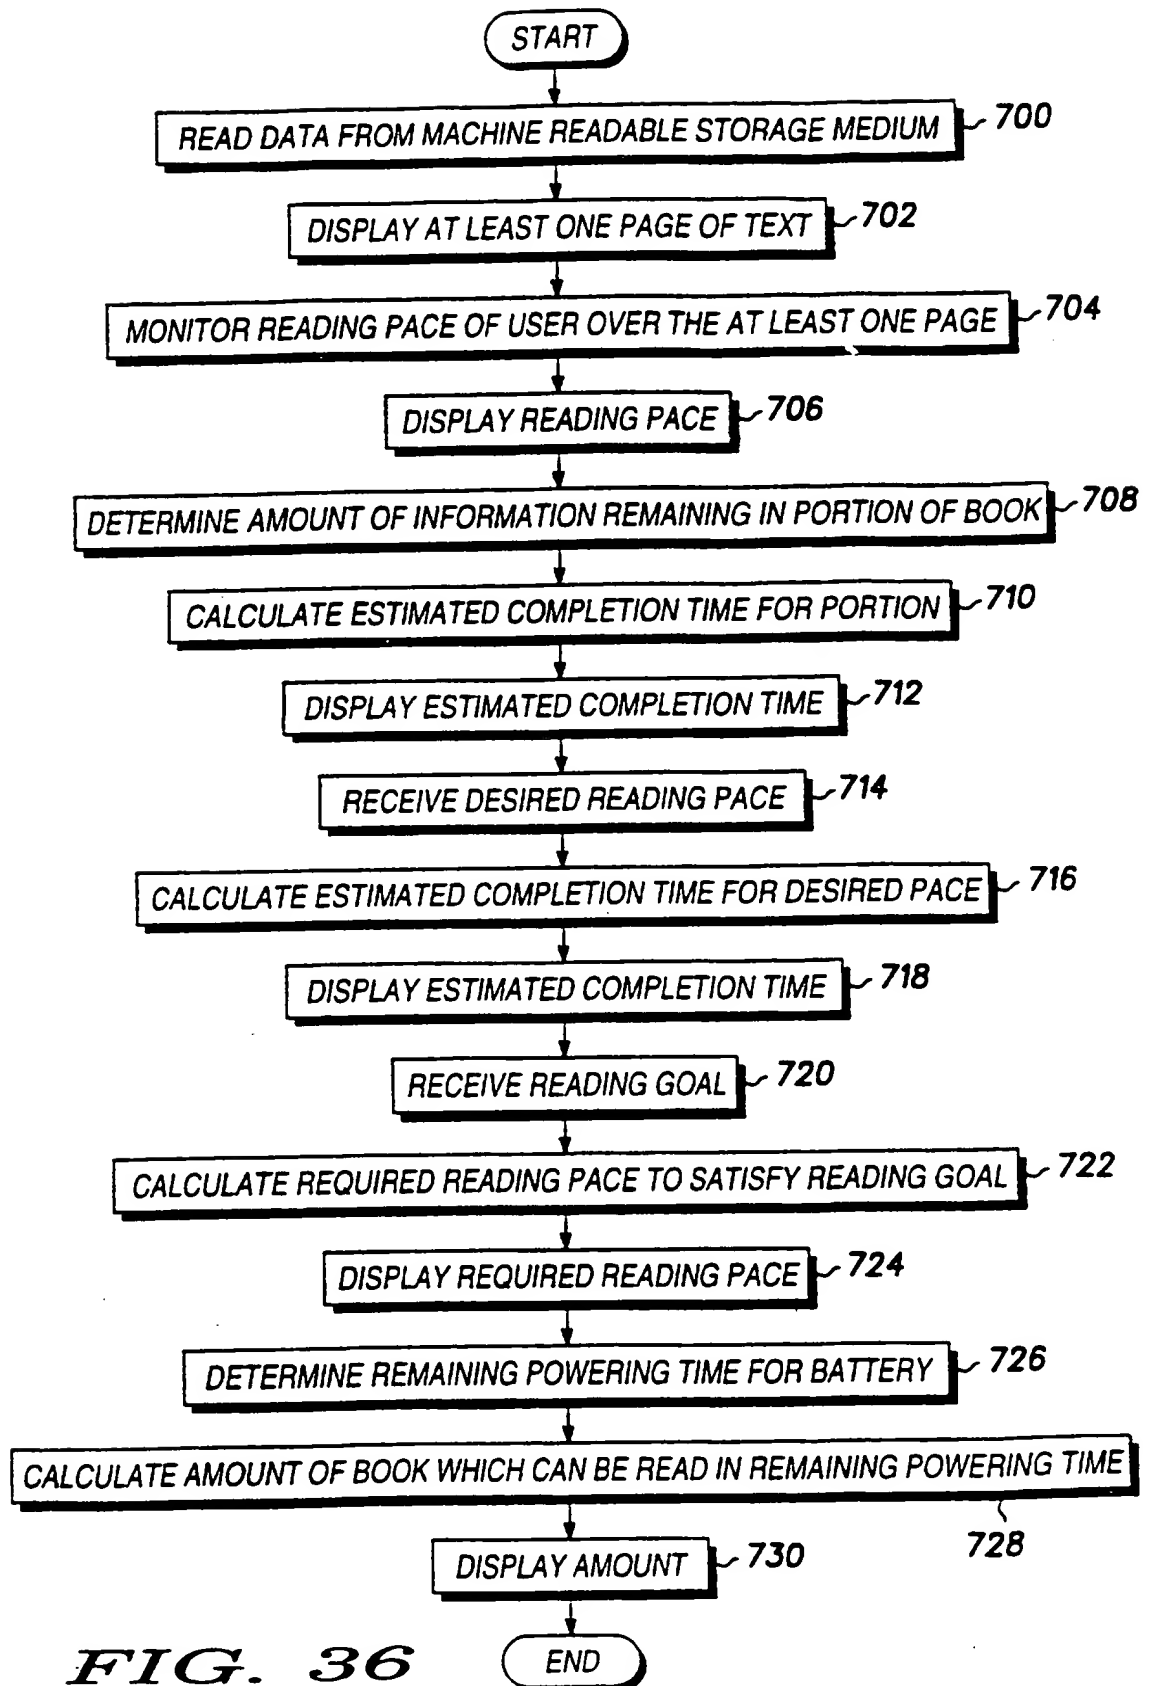 START
READ DATA FROM MACHINE READABLE STORAGE MEDIUM 700
DISPLAY AT LEAST ONE PAGE OF TEXT 702
MONITOR READING PACE OF USER OVER THE AT LEAST ONE PAGE 704
DISPLAY READING PACE 706
DETERMINE AMOUNT OF INFORMATION REMAINING IN PORTION OF BOOK 708
CALCULATE ESTIMATED COMPLETION TIME FOR PORTION 710
DISPLAY ESTIMATED COMPLETION TIME 712
RECEIVE DESIRED READING PACE 714
CALCULATE ESTIMATED COMPLETION TIME FOR DESIRED PACE 716
DISPLAY ESTIMATED COMPLETION TIME 718
RECEIVE READING GOAL 720
CALCULATE REQUIRED READING PACE TO SATISFY READING GOAL 722
DISPLAY REQUIRED READING PACE 724
DETERMINE REMAINING POWERING TIME FOR BATTERY 726
CALCULATE AMOUNT OF BOOK WHICH CAN BE READ IN REMAINING POWERING TIME
728
DISPLAY AMOUNT 730
END
FIG. 36